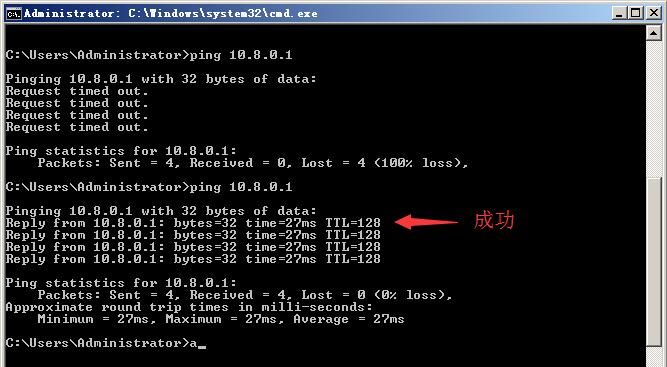 Administrator: C:\Windows\system32\cmd.exe
C:\Users\Administrator>ping 10.8.0.1
Pinging 10.8.0.1 with 32 bytes of data:
Request timed out.
Request timed out.
Request timed out.
Request timed out.
Ping statistics for 10.8.0.1:
    Packets: Sent = 4, Received = 0, Lost = 4 (100% loss),
C:\Users\Administrator>ping 10.8.0.1
Pinging 10.8.0.1 with 32 bytes of data:
Reply from 10.8.0.1: bytes=32 time=27ms TTL=128 成功
Reply from 10.8.0.1: bytes=32 time=27ms TTL=128
Reply from 10.8.0.1: bytes=32 time=27ms TTL=128
Reply from 10.8.0.1: bytes=32 time=27ms TTL=128
Ping statistics for 10.8.0.1:
    Packets: Sent = 4, Received = 4, Lost = 0 (0% loss),
Approximate round trip times in milli-seconds:
    Minimum = 27ms, Maximum = 27ms, Average = 27ms
C:\Users\Administrator>a_